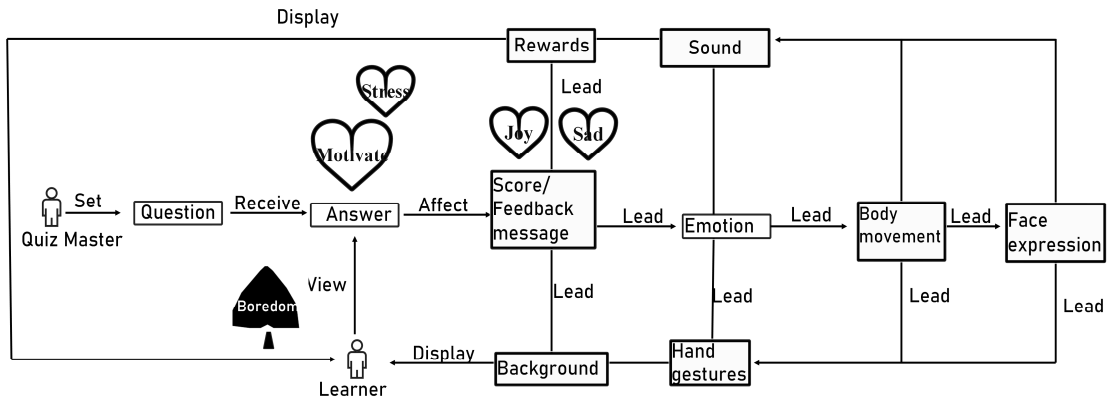 Display
Rewards
Sound
Stress
Lead
Joy
Sad
Motivate
Set
Question
Receive
Answer
Affect
Score/
Feedback
message
Lead
Emotion
Lead
Body
movement
Lead
Face
expression
Quiz Master
Boredom
View
Lead
Lead
Lead
Lead
Display
Learner
Background
Hand
gestures